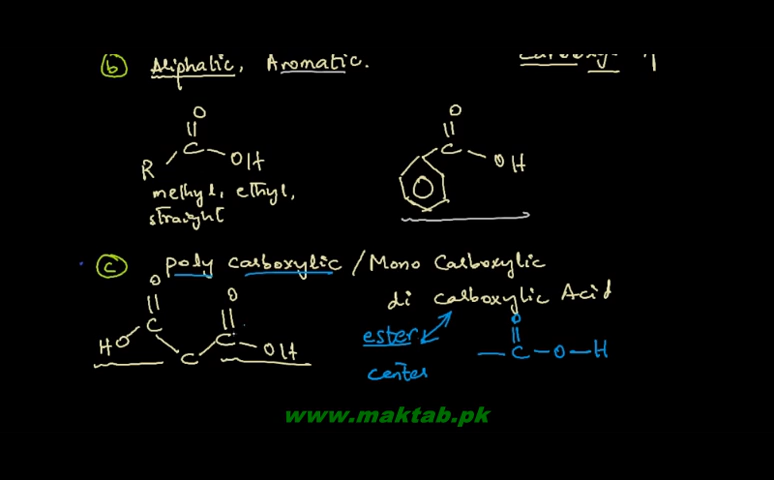 b Aliphatic, Aromatic.
O
C
R OH
methyl, ethyl,
straight
O
C
OH
c poly carboxylic / Mono Carboxylic
di carboxylic Acid
O
C
HO
C
O
C
OH
ester
center
O
C - O - H
www.maktab.pk